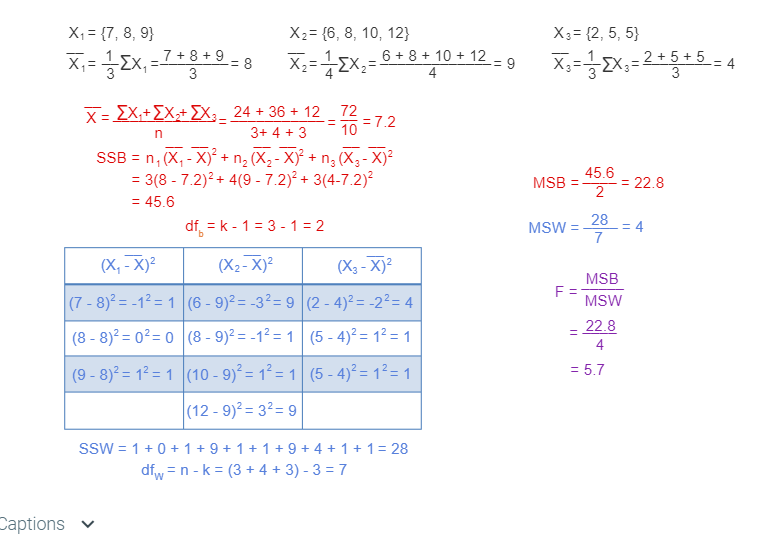 X₁ = {7, 8, 9}
X̅₁ = 1/3 ∑X₁ = (7 + 8 + 9)/3 = 8
X₂ = {6, 8, 10, 12}
X̅₂ = 1/4 ∑X₂ = (6 + 8 + 10 + 12)/4 = 9
X₃ = {2, 5, 5}
X̅₃ = 1/3 ∑X₃ = (2 + 5 + 5)/3 = 4
X̿ = (∑X₁ + ∑X₂ + ∑X₃)/n = (24 + 36 + 12)/(3 + 4 + 3) = 72/10 = 7.2
SSB = n₁ (X̅₁ - X̿)² + n₂ (X̅₂ - X̿)² + n₃ (X̅₃ - X̿)²
= 3(8 - 7.2)² + 4(9 - 7.2)² + 3(4-7.2)²
= 45.6
df_b = k - 1 = 3 - 1 = 2
(X₁ - X̅)² (X₂ - X̅)² (X₃ - X̅)²
(7 - 8)² = -1² = 1 (6 - 9)² = -3² = 9 (2 - 4)² = -2² = 4
(8 - 8)² = 0² = 0 (8 - 9)² = -1² = 1 (5 - 4)² = 1² = 1
(9 - 8)² = 1² = 1 (10 - 9)² = 1² = 1 (5 - 4)² = 1² = 1
(12 - 9)² = 3² = 9
SSW = 1 + 0 + 1 + 9 + 1 + 1 + 9 + 4 + 1 + 1 = 28
df_w = n - k = (3 + 4 + 3) - 3 = 7
MSB = 45.6/2 = 22.8
MSW = 28/7 = 4
F = MSB/MSW
= 22.8/4
= 5.7
Captions